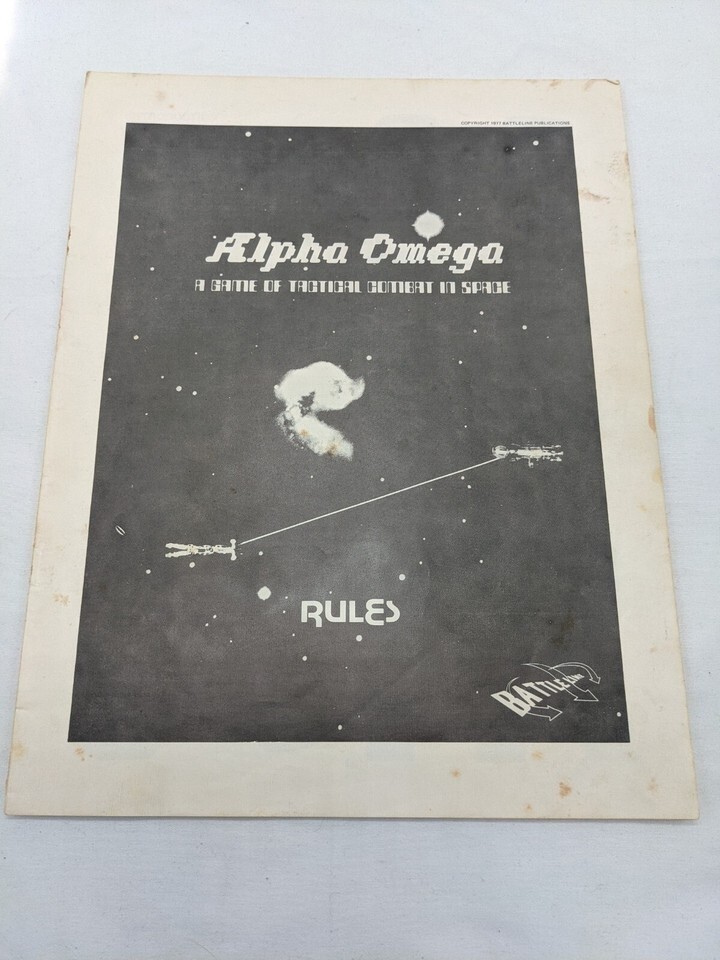 COPYRIGHT 1977 BATTLELINE PUBLICATIONS
Alpha Omega
A GAME OF TACTICAL COMBAT IN SPACE
RULES
BATTLELINE